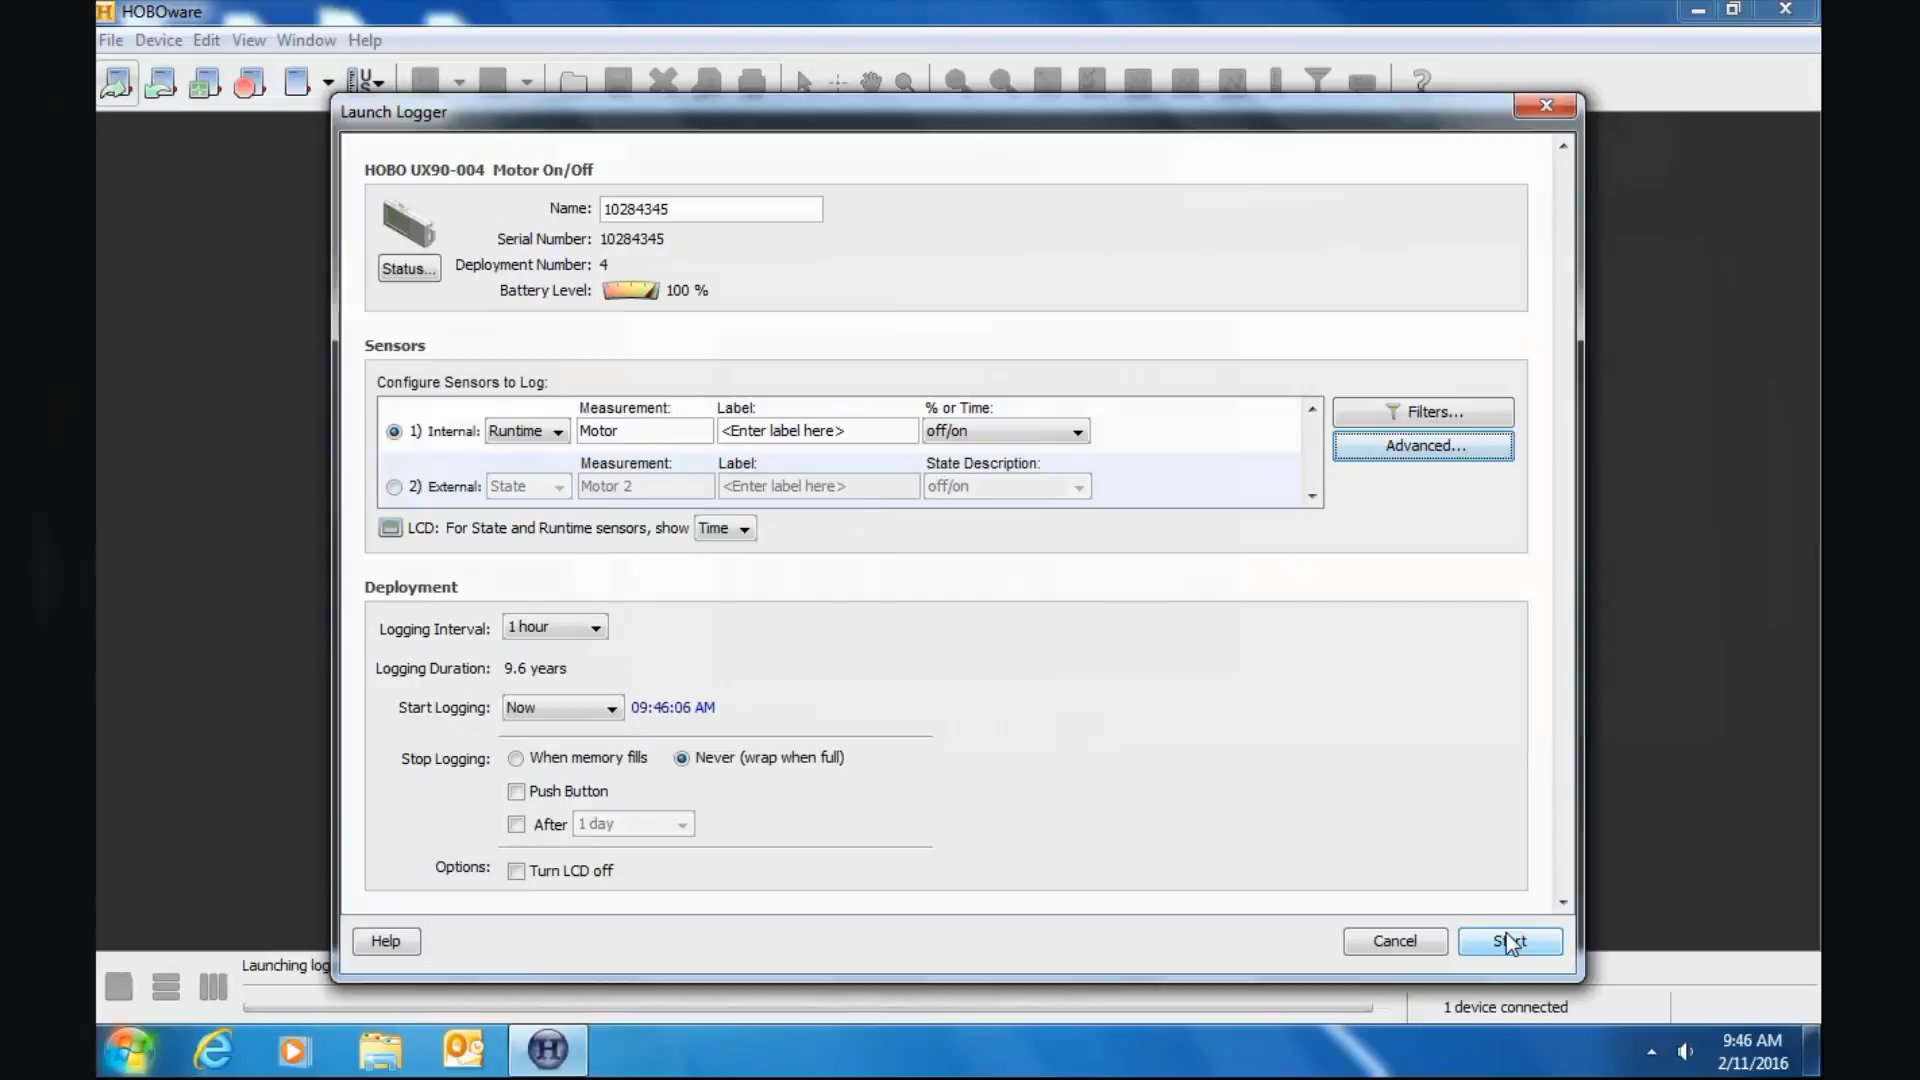 HOBOware
File Device Edit View Window Help
Launch Logger
HOBO UX90-004 Motor On/Off
Name: 10284345
Serial Number: 10284345
Status... Deployment Number: 4
Battery Level: 100 %
Sensors
Configure Sensors to Log:
Measurement: Label: % or Time:
1) Internal: Runtime Motor <Enter label here> off/on
Filters...
Advanced...
Measurement: Label: State Description:
2) External: State Motor 2 <Enter label here> off/on
LCD: For State and Runtime sensors, show Time
Deployment
Logging Interval: 1 hour
Logging Duration: 9.6 years
Start Logging: Now 09:46:06 AM
Stop Logging: When memory fills Never (wrap when full)
Push Button
After 1 day
Options: Turn LCD off
Help Cancel Start
Launching log
1 device connected
9:46 AM
2/11/2016